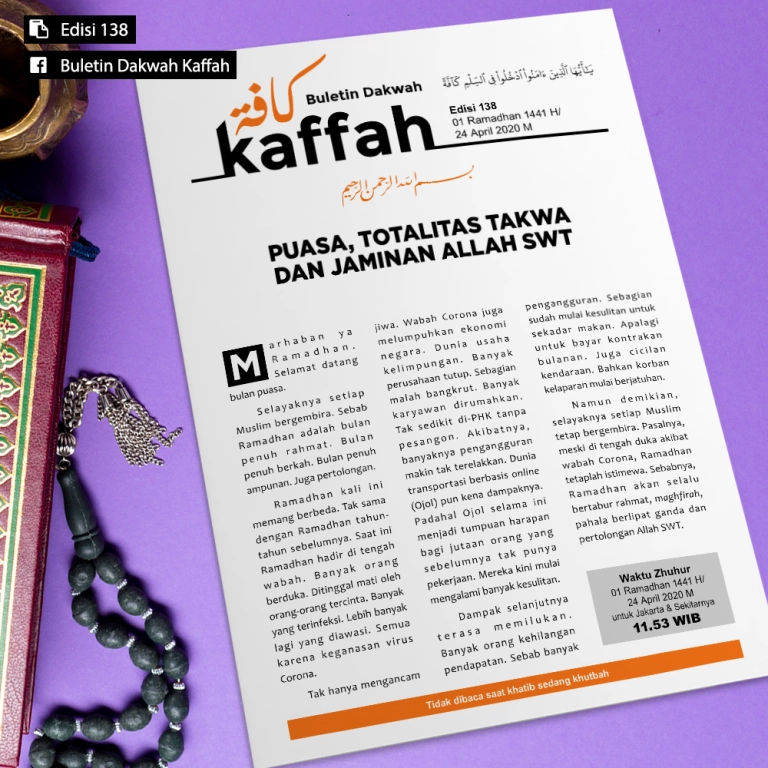 Edisi 138
Buletin Dakwah Kaffah
كافة
Buletin Dakwah
kaffah
يَـٰٓأَيُّهَا ٱلَّذِينَ ءَامَنُوا۟ ٱدْخُلُوا۟ فِى ٱلسِّلْمِ كَآفَّةً
Edisi 138
01 Ramadhan 1441 H/
24 April 2020 M
بسم الله الرحمن الرحيم
PUASA, TOTALITAS TAKWA
DAN JAMINAN ALLAH SWT
Marhaban ya
Ramadhan.
Selamat datang
bulan puasa.
Selayaknya setiap
Muslim bergembira. Sebab
Ramadhan adalah bulan
penuh rahmat. Bulan
penuh berkah. Bulan penuh
ampunan. Juga pertolongan.
Ramadhan kali ini
memang berbeda. Tak sama
dengan Ramadhan tahun-
tahun sebelumnya. Saat ini
Ramadhan hadir di tengah
wabah. Banyak orang
berduka. Ditinggal mati oleh
orang-orang tercinta. Banyak
yang terinfeksi. Lebih banyak
lagi yang diawasi. Semua
karena keganasan virus
Corona.
Tak hanya mengancam
jiwa. Wabah Corona juga
melumpuhkan ekonomi
negara. Dunia usaha
kelimpungan. Banyak
perusahaan tutup. Sebagian
malah bangkrut. Banyak
karyawan dirumahkan.
Tak sedikit di-PHK tanpa
pesangon. Akibatnya,
banyaknya pengangguran
makin tak terelakkan. Dunia
transportasi berbasis online
(Ojol) pun kena dampaknya.
Padahal Ojol selama ini
menjadi tumpuan harapan
bagi jutaan orang yang
sebelumnya tak punya
pekerjaan. Mereka kini mulai
mengalami banyak kesulitan.
Dampak selanjutnya
terasa memilukan.
Banyak orang kehilangan
pendapatan. Sebab banyak
pengangguran. Sebagian
sudah mulai kesulitan untuk
sekadar makan. Apalagi
untuk bayar kontrakan
bulanan. Juga cicilan
kendaraan. Bahkan korban
kelaparan mulai berjatuhan.
Namun demikian,
selayaknya setiap Muslim
tetap bergembira. Pasalnya,
meski di tengah duka akibat
wabah Corona, Ramadhan
tetaplah istimewa. Sebabnya,
Ramadhan akan selalu
bertabur rahmat, maghfirah,
pahala berlipat ganda dan
pertolongan Allah SWT.
Waktu Zhuhur
01 Ramadhan 1441 H/
24 April 2020 M
untuk Jakarta & Sekitarnya
11.53 WIB
Tidak dibaca saat khatib sedang khutbah